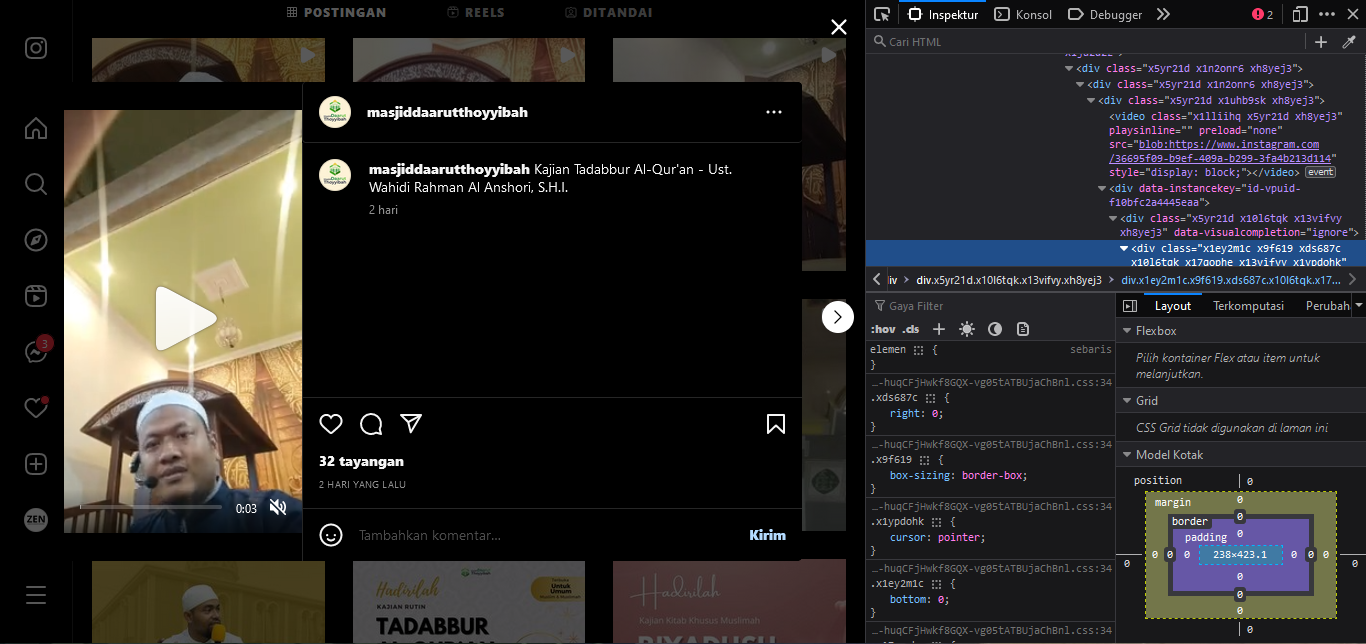 POSTINGAN
REELS
DITANDAI
masjiddaarutthoyyibah
masjiddaarutthoyyibah Kajian Tadabbur Al-Qur'an - Ust.
Wahidi Rahman Al Anshori, S.H.I.
2 hari
3
ZEN
0:03
32 tayangan
2 HARI YANG LALU
Tambahkan komentar...
Kirim
Hadirilah
KAJIAN RUTIN
TADABBUR
Terbuka
Untuk Umum
Muslim & Muslimah
Hadirilah
Kajian Kitab Khusus Muslimah
Inspektur
Konsol
Debugger
2
Cari HTML
<div class="x5yr21d x1n2onr6 xh8yej3">
<div class="x5yr21d x1n2onr6 xh8yej3">
<div class="x5yr21d x1uhb9sk xh8yej3">
<video class="x1lliihq x5yr21d xh8yej3"
playsinline="" preload="none"
src="blob:https://www.instagram.com
/36695f09-b9ef-409a-b299-3fa4b213d114"
style="display: block;"></video> event
<div data-instancekey="id-vpuid-
f10bfc2a4445eaa">
<div class="x5yr21d x10l6tqk x13vifvy
xh8yej3" data-visualcompletion="ignore">
<div class="x1ey2m1c x9f619 xds687c
x10l6tqk x17qophe x13vifvy x1ypdohk"
iv > div.x5yr21d.x10l6tqk.x13vifvy.xh8yej3 > div.x1ey2m1c.x9f619.xds687c.x10l6tqk.x17...
Gaya Filter
:hov .cls
elemen { sebaris
}
…-huqCFjHwkf8GQX-vg05tATBUjaChBnl.css:34
.xds687c {
right: 0;
}
…-huqCFjHwkf8GQX-vg05tATBUjaChBnl.css:34
.x9f619 {
box-sizing: border-box;
}
…-huqCFjHwkf8GQX-vg05tATBUjaChBnl.css:34
.x1ypdohk {
cursor: pointer;
}
…-huqCFjHwkf8GQX-vg05tATBUjaChBnl.css:34
.x1ey2m1c {
bottom: 0;
}
…-huqCFjHwkf8GQX-vg05tATBUjaChBnl.css:34
Layout
Terkomputasi
Perubah
Flexbox
Pilih kontainer Flex atau item untuk
melanjutkan.
Grid
CSS Grid tidak digunakan di laman ini
Model Kotak
position 0
margin 0
border 0
padding 0
0 0 0 0 238×423.1 0 0 0 0
0
0
0
0